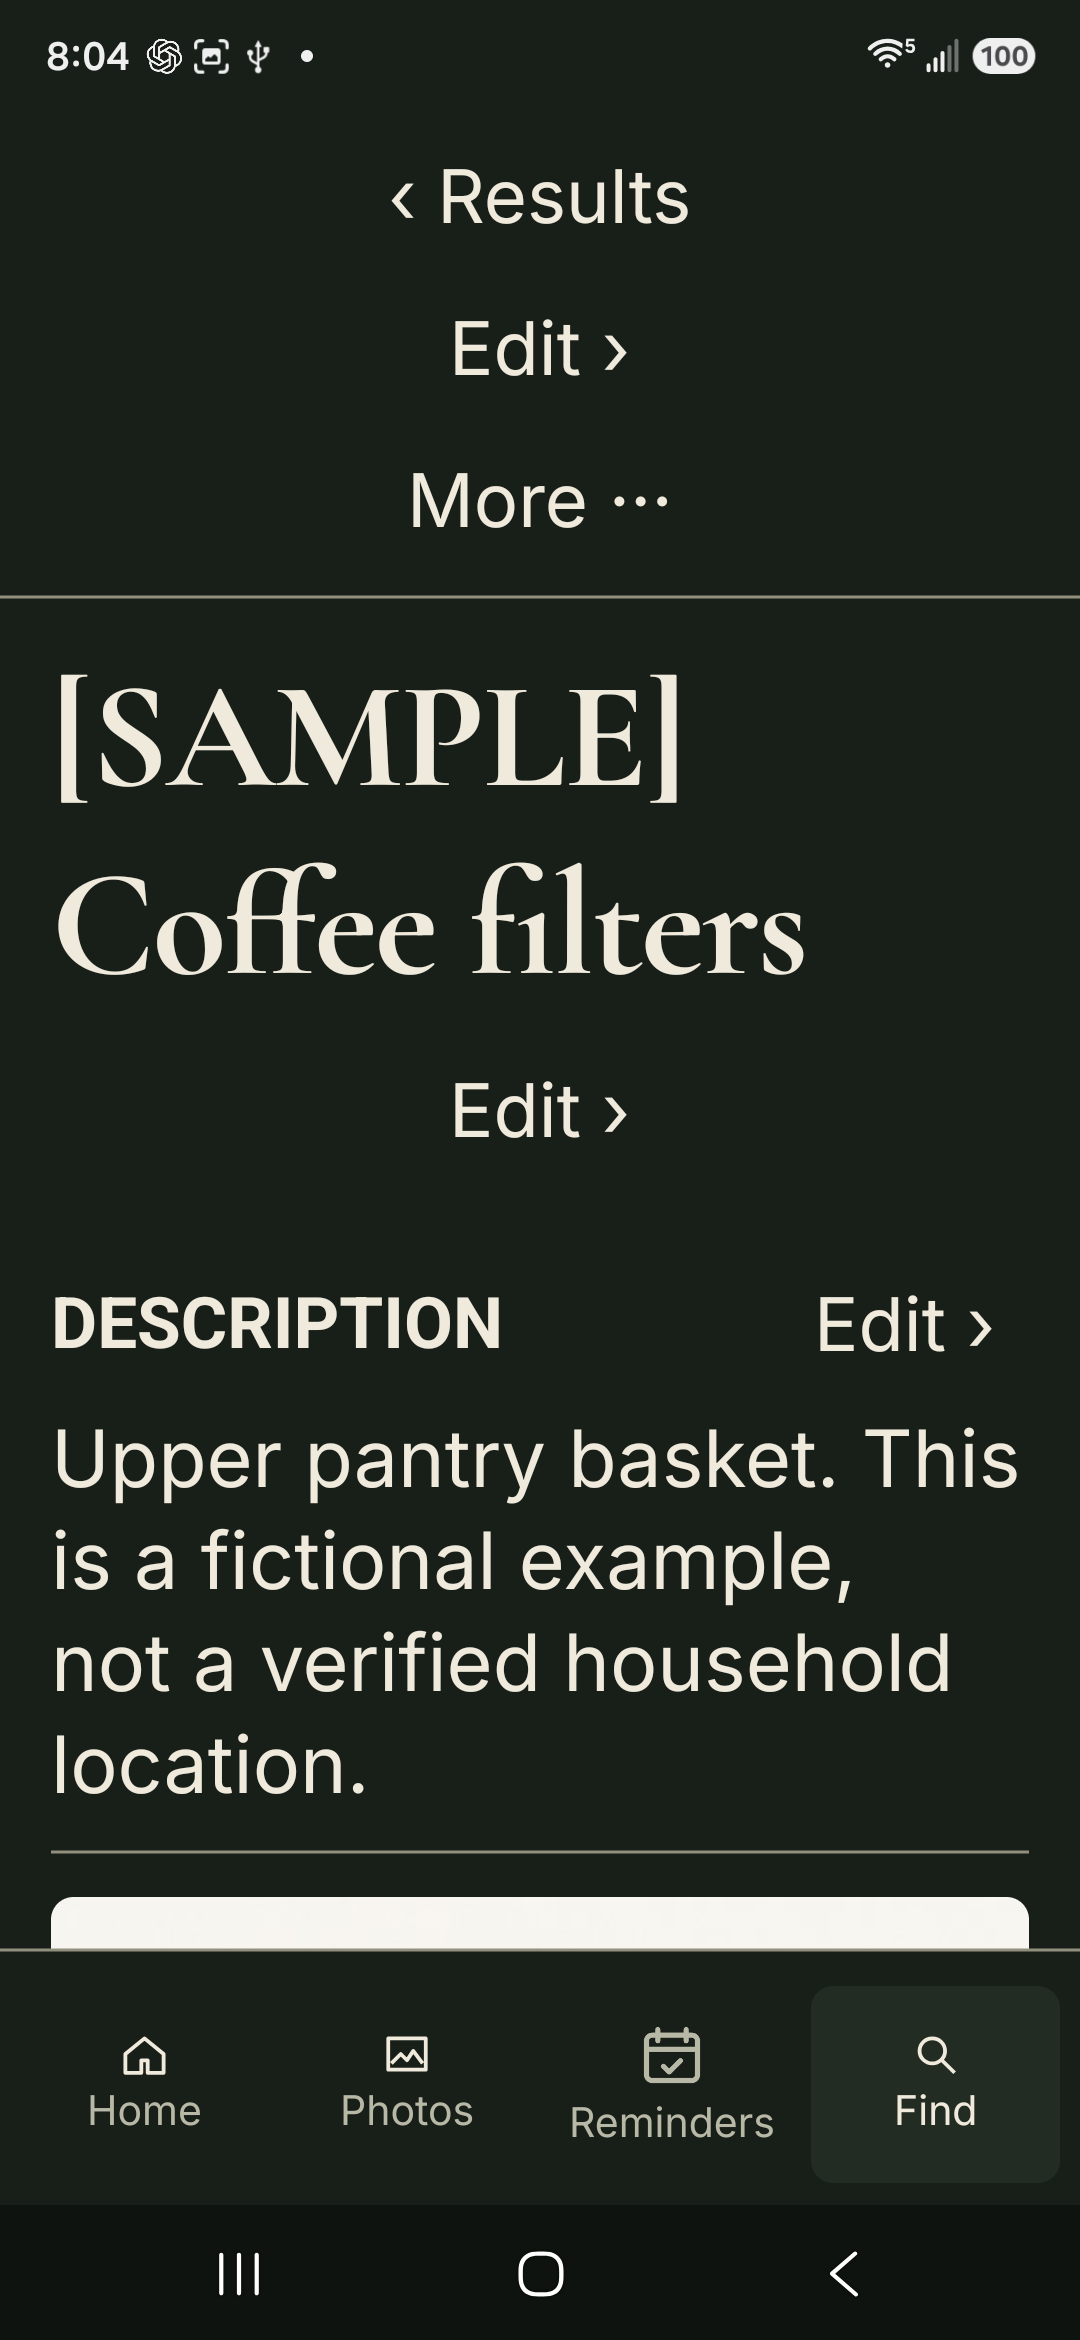 8:04
5
100
‹ Results
Edit ›
More ···
[SAMPLE]
Coffee filters
Edit ›
DESCRIPTION Edit ›
Upper pantry basket. This
is a fictional example,
not a verified household
location.
Home Photos Reminders Find